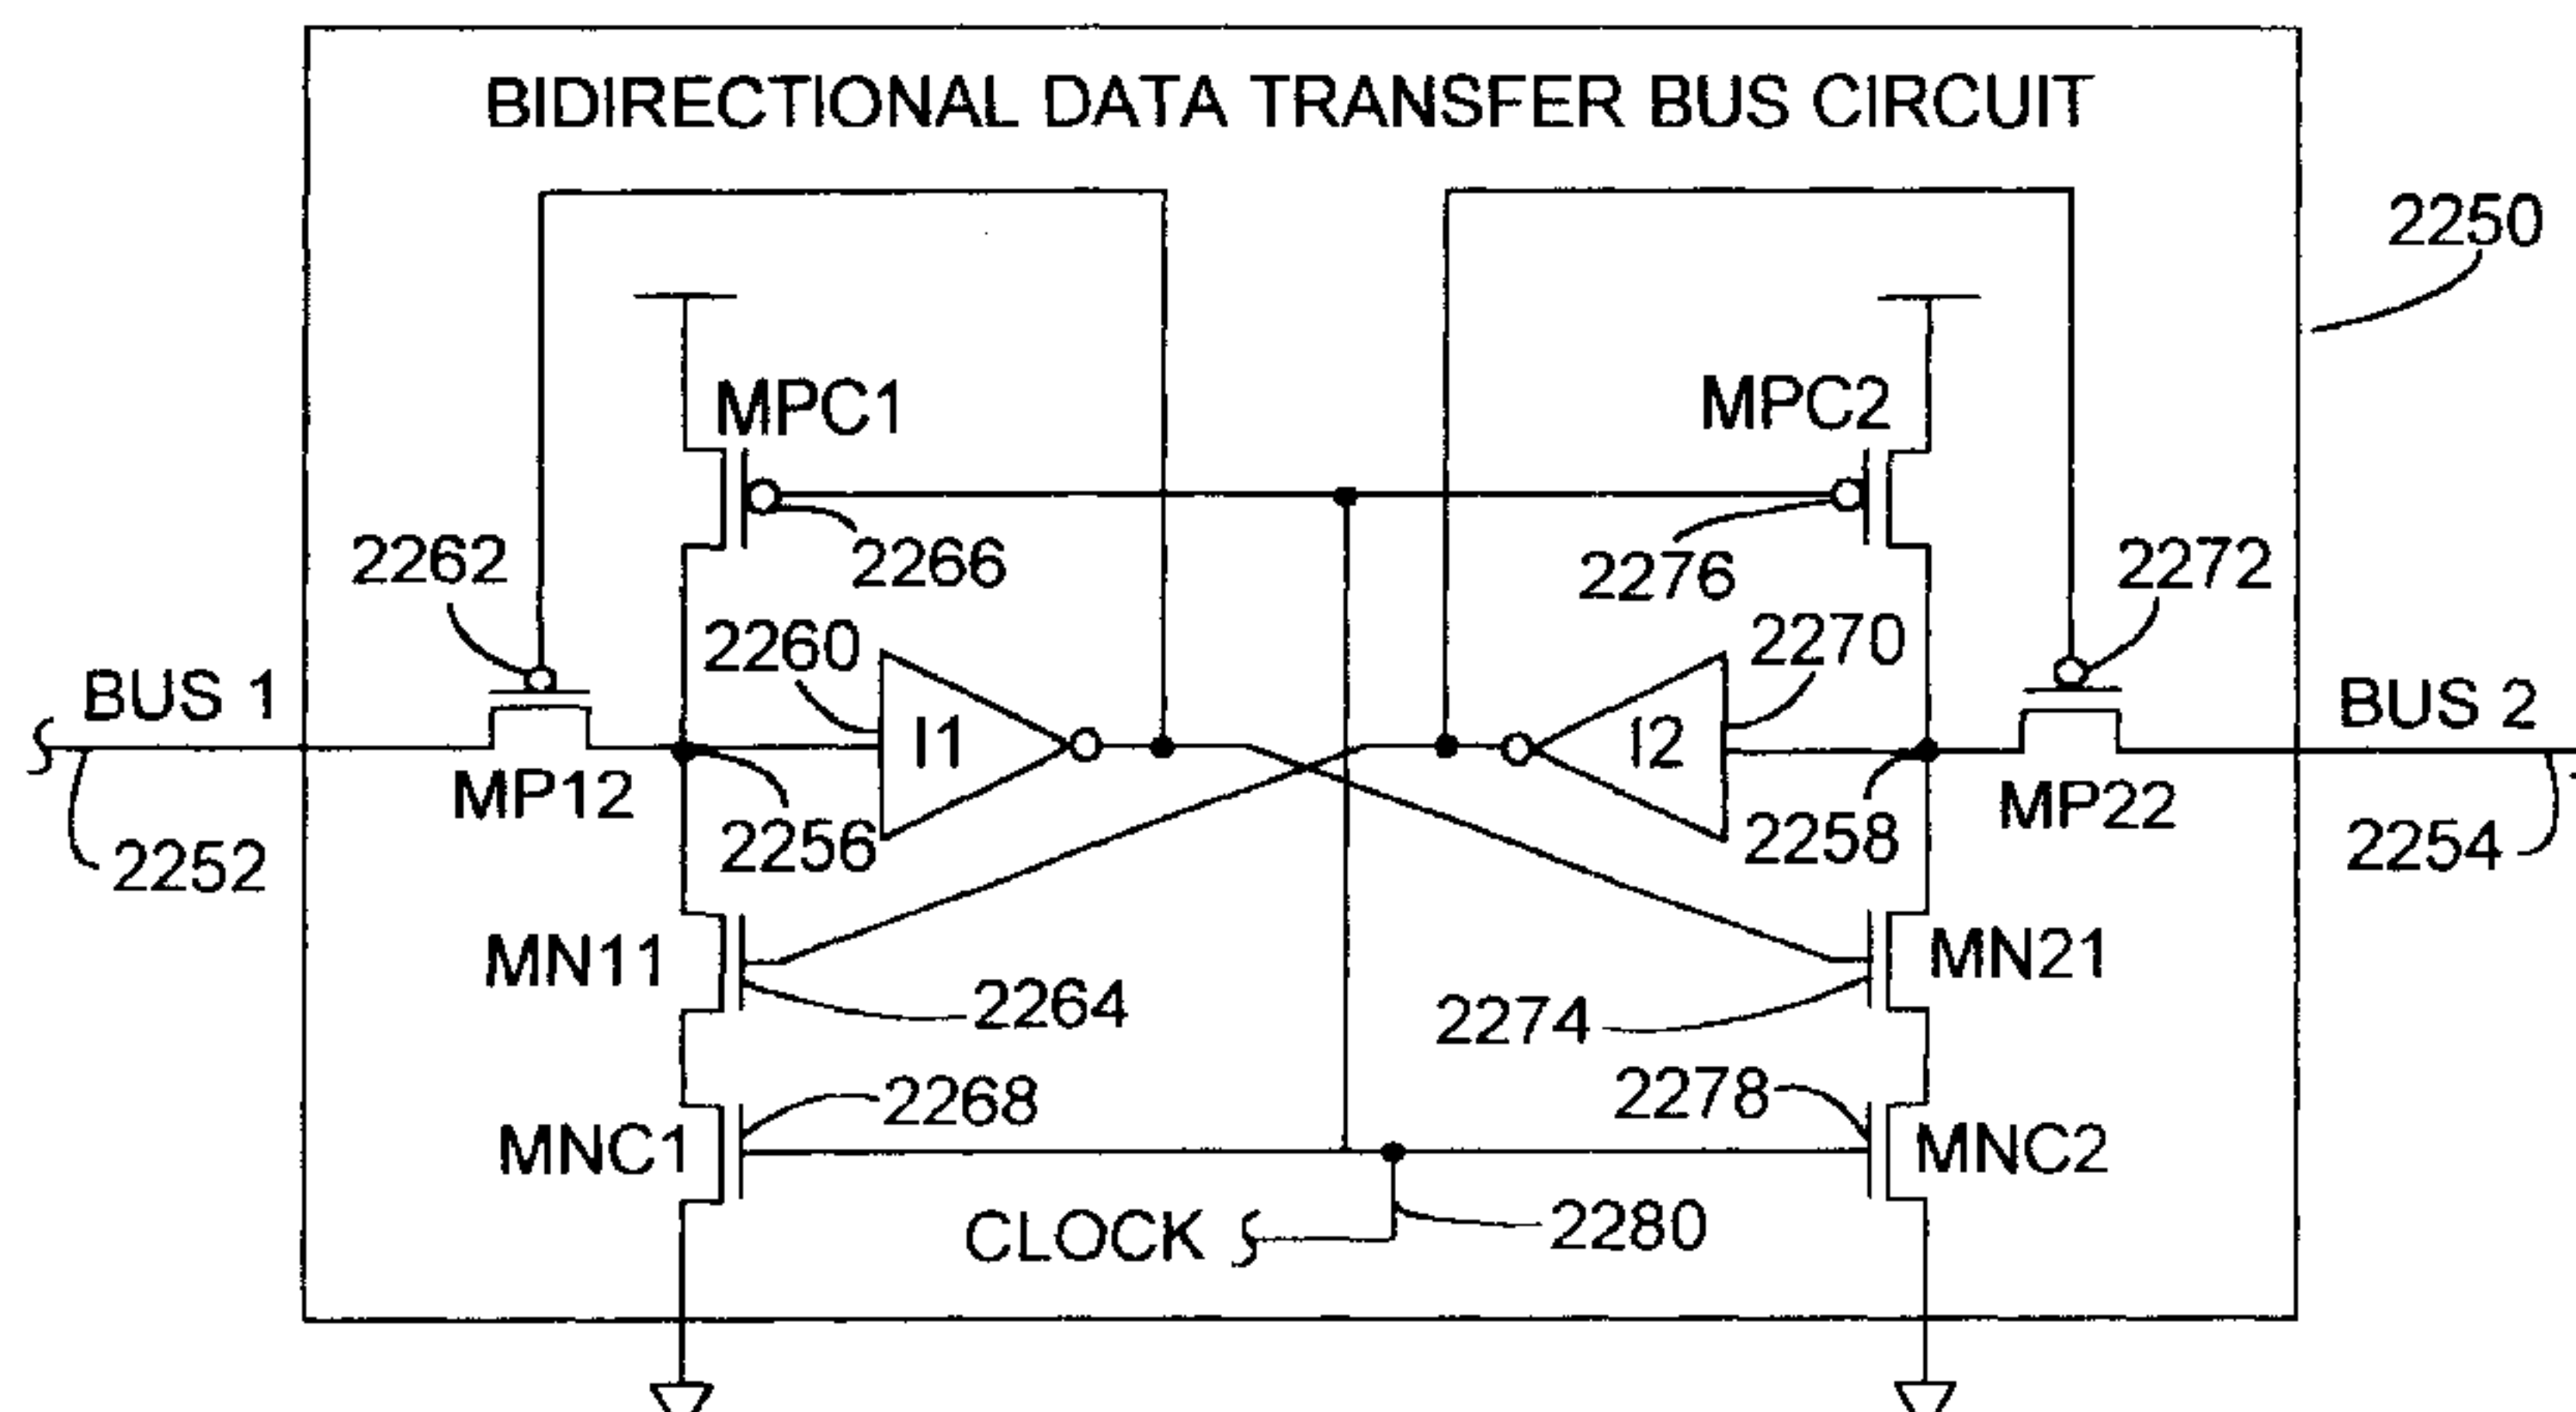 BIDIRECTIONAL DATA TRANSFER BUS CIRCUIT
2250
MPC1
MPC2
2262
2266
2276
2272
2260
2270
BUS 1
I1
I2
BUS 2
MP12
2256
2258
MP22
2252
2254
MN11
2264
2274
MN21
2268
2278
MNC1
MNC2
CLOCK
2280